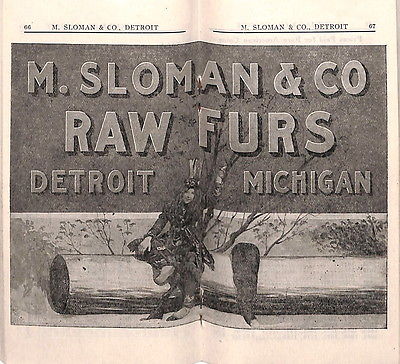 66 M. SLOMAN & CO., DETROIT
M. SLOMAN & CO., DETROIT 67
M. SLOMAN & CO
RAW FURS
DETROIT MICHIGAN